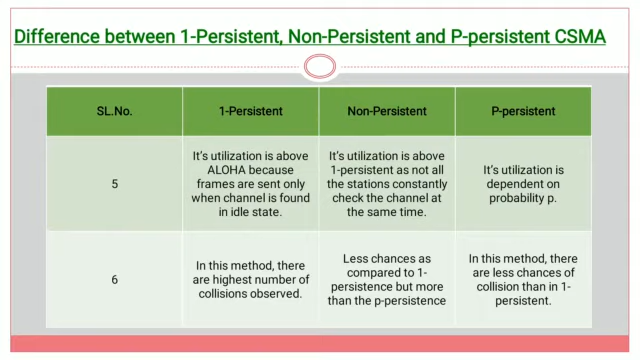 Difference between 1-Persistent, Non-Persistent and P-persistent CSMA
SL.No.
1-Persistent
Non-Persistent
P-persistent
5
It's utilization is above
ALOHA because
frames are sent only
when channel is found
in idle state.
It's utilization is above
1-persistent as not all
the stations constantly
check the channel at
the same time.
It's utilization is
dependent on
probability p.
6
In this method, there
are highest number of
collisions observed.
Less chances as
compared to 1-
persistence but more
than the p-persistence
In this method, there
are less chances of
collision than in 1-
persistent.